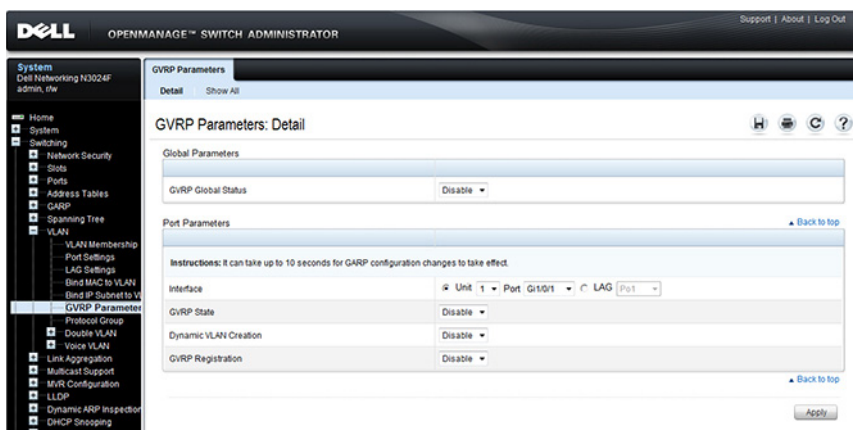 Support | About | Log Out
DELL OPENMANAGE™ SWITCH ADMINISTRATOR
System
Dell Networking N3024F
admin, r/w
Home
System
Switching
Network Security
Slots
Ports
Address Tables
GARP
Spanning Tree
VLAN
VLAN Membership
Port Settings
LAG Settings
Bind MAC to VLAN
Bind IP Subnet to Vl
GVRP Parameter
Protocol Group
Double VLAN
Voice VLAN
Link Aggregation
Multicast Support
MVR Configuration
LLDP
Dynamic ARP Inspection
DHCP Snooping
GVRP Parameters
Detail Show All
GVRP Parameters: Detail
Global Parameters
GVRP Global Status Disable
Port Parameters Back to top
Instructions: It can take up to 10 seconds for GARP configuration changes to take effect.
Interface Unit 1 Port Gi1/0/1 LAG Po1
GVRP State Disable
Dynamic VLAN Creation Disable
GVRP Registration Disable
Back to top
Apply